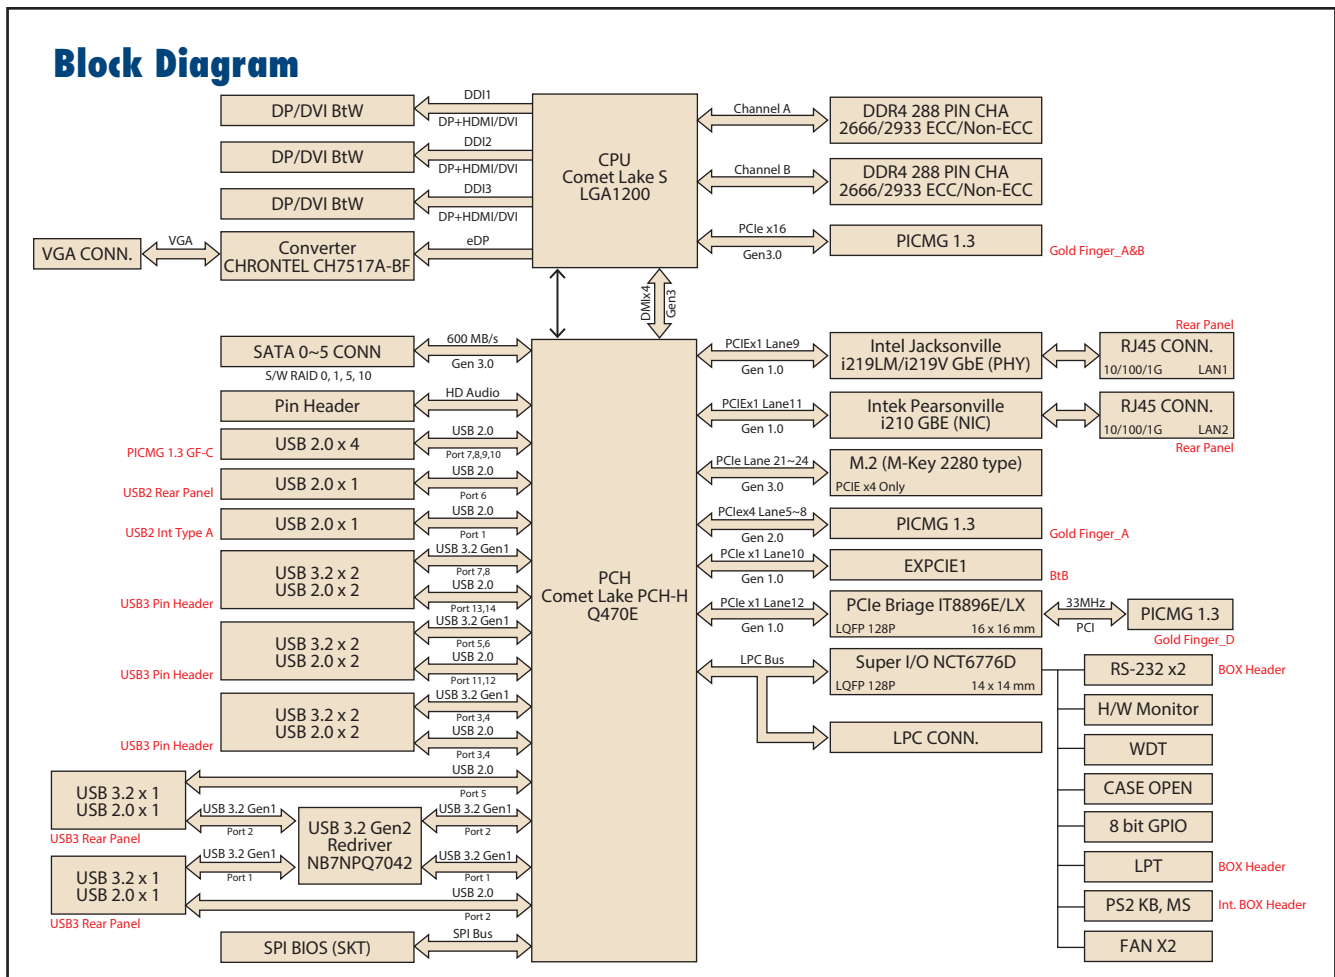 Block Diagram
DP/DVI BtW
DDI1
DP+HDMI/DVI
DP/DVI BtW
DDI2
DP+HDMI/DVI
DP/DVI BtW
DDI3
DP+HDMI/DVI
VGA CONN.
VGA
Converter
CHRONTEL CH7517A-BF
eDP
CPU
Comet Lake S
LGA1200
Channel A
DDR4 288 PIN CHA
2666/2933 ECC/Non-ECC
Channel B
DDR4 288 PIN CHA
2666/2933 ECC/Non-ECC
PCIe x16
Gen3.0
PICMG 1.3
Gold Finger_A&B
DMIx4
Gen3
SATA 0~5 CONN
S/W RAID 0, 1, 5, 10
600 MB/s
Gen 3.0
Pin Header
HD Audio
PICMG 1.3 GF-C
USB 2.0 x 4
USB 2.0
Port 7,8,9,10
USB2 Rear Panel
USB 2.0 x 1
USB 2.0
Port 6
USB2 Int Type A
USB 2.0 x 1
USB 2.0
Port 1
USB3 Pin Header
USB 3.2 x 2
USB 2.0 x 2
USB 3.2 Gen1
Port 7,8
USB 2.0
Port 13,14
USB3 Pin Header
USB 3.2 x 2
USB 2.0 x 2
USB 3.2 Gen1
Port 5,6
USB 2.0
Port 11,12
USB3 Pin Header
USB 3.2 x 2
USB 2.0 x 2
USB 3.2 Gen1
Port 3,4
USB 2.0
Port 3,4
USB 3.2 x 1
USB 2.0 x 1
USB3 Rear Panel
USB 2.0
Port 5
USB 3.2 Gen1
Port 2
USB 3.2 Gen2
Redriver
NB7NPQ7042
USB 3.2 Gen1
Port 2
USB 3.2 x 1
USB 2.0 x 1
USB3 Rear Panel
USB 3.2 Gen1
Port 1
USB 3.2 Gen1
Port 1
USB 2.0
Port 2
SPI BIOS (SKT)
SPI Bus
PCH
Comet Lake PCH-H
Q470E
PCIEx1 Lane9
Gen 1.0
Intel Jacksonville
i219LM/i219V GbE (PHY)
Rear Panel
RJ45 CONN.
10/100/1G LAN1
PCIEx1 Lane11
Gen 1.0
Intek Pearsonville
i210 GBE (NIC)
RJ45 CONN.
10/100/1G LAN2
Rear Panel
PCIe Lane 21~24
Gen 3.0
M.2 (M-Key 2280 type)
PCIE x4 Only
PCIex4 Lane5~8
Gen 2.0
PICMG 1.3
Gold Finger_A
PCIe x1 Lane10
Gen 1.0
EXPCIE1
BtB
PCIe x1 Lane12
Gen 1.0
PCIe Briage IT8896E/LX
LQFP 128P 16 x 16 mm
33MHz
PCI
PICMG 1.3
Gold Finger_D
LPC Bus
Super I/O NCT6776D
LQFP 128P 14 x 14 mm
LPC CONN.
RS-232 x2
BOX Header
H/W Monitor
WDT
CASE OPEN
8 bit GPIO
LPT
BOX Header
PS2 KB, MS
Int. BOX Header
FAN X2